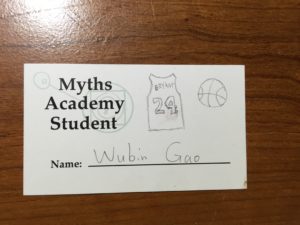 Myths
Academy
Student
BRYANT
24
Name: Wubin Gao